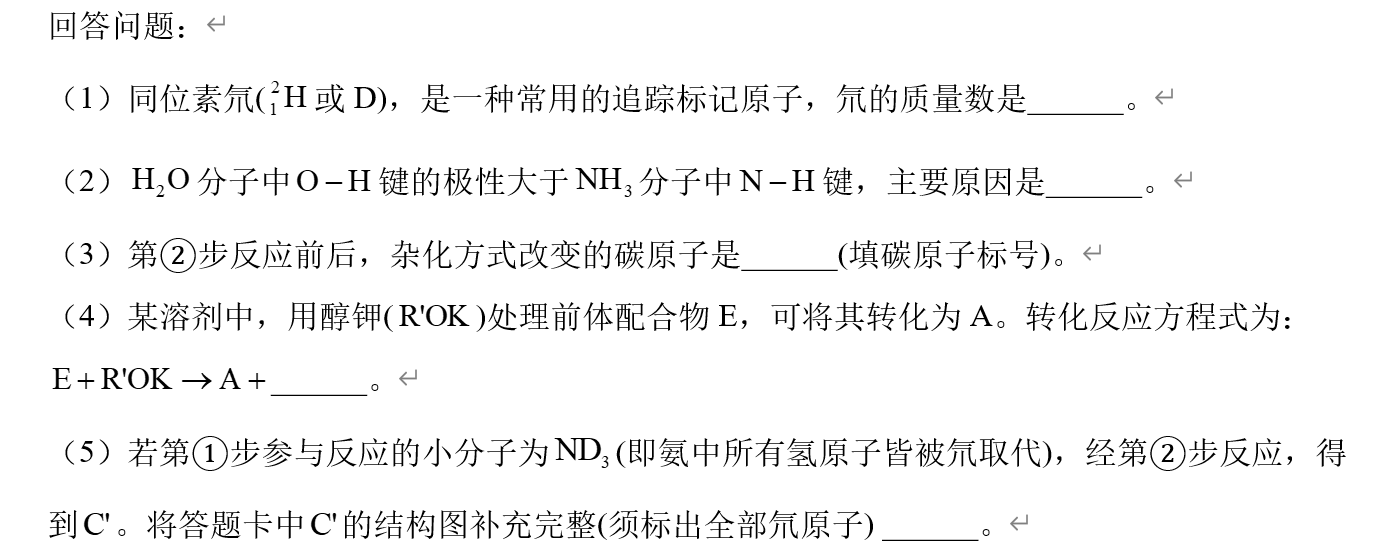 回答问题：↵
（1）同位素氘(²₁H或D)，是一种常用的追踪标记原子，氘的质量数是______。↵
（2）H₂O分子中O－H键的极性大于NH₃分子中N－H键，主要原因是______。↵
（3）第②步反应前后，杂化方式改变的碳原子是______(填碳原子标号)。↵
（4）某溶剂中，用醇钾(R'OK)处理前体配合物E，可将其转化为A。转化反应方程式为：
E+R'OK→A+______。↵
（5）若第①步参与反应的小分子为ND₃(即氨中所有氢原子皆被氘取代)，经第②步反应，得
到C'。将答题卡中C'的结构图补充完整(须标出全部氘原子)______。↵